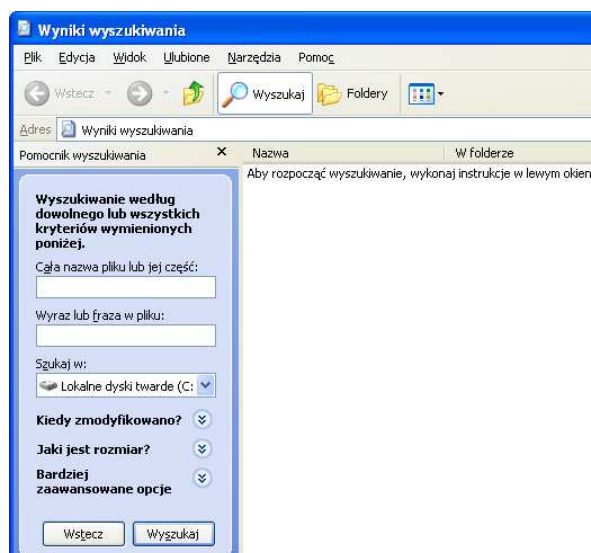 Wyniki wyszukiwania
Plik Edycja Widok Ulubione Narzędzia Pomoc
Wstecz Wyszukaj Foldery
Adres Wyniki wyszukiwania
Pomocnik wyszukiwania
Nazwa W folderze
Aby rozpocząć wyszukiwanie, wykonaj instrukcje w lewym okien
Wyszukiwanie według
dowolnego lub wszystkich
kryteriów wymienionych
poniżej.
Cała nazwa pliku lub jej część:
Wyraz lub fraza w pliku:
Szukaj w:
Lokalne dyski twarde (C:
Kiedy zmodyfikowano?
Jaki jest rozmiar?
Bardziej
zaawansowane opcje
Wstecz Wyszukaj